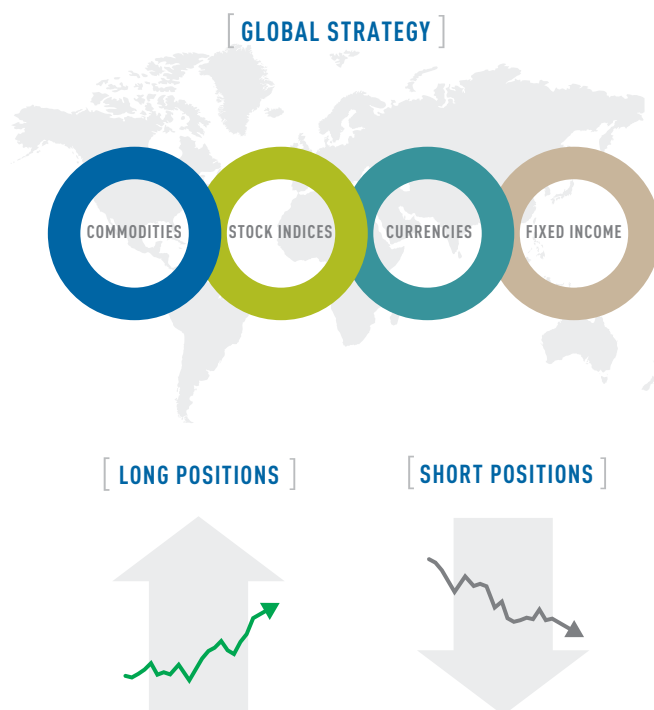 [ GLOBAL STRATEGY ]
COMMODITIES
STOCK INDICES
CURRENCIES
FIXED INCOME
[ LONG POSITIONS ]
[ SHORT POSITIONS ]